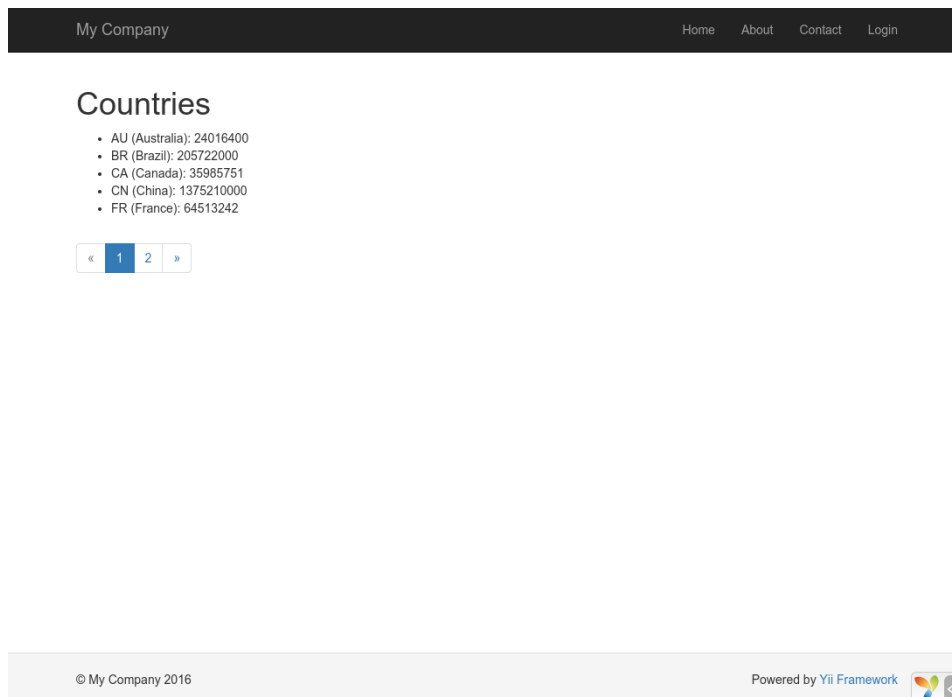 My Company Home About Contact Login
Countries
AU (Australia): 24016400
BR (Brazil): 205722000
CA (Canada): 35985751
CN (China): 1375210000
FR (France): 64513242
« 1 2 »
© My Company 2016 Powered by Yii Framework